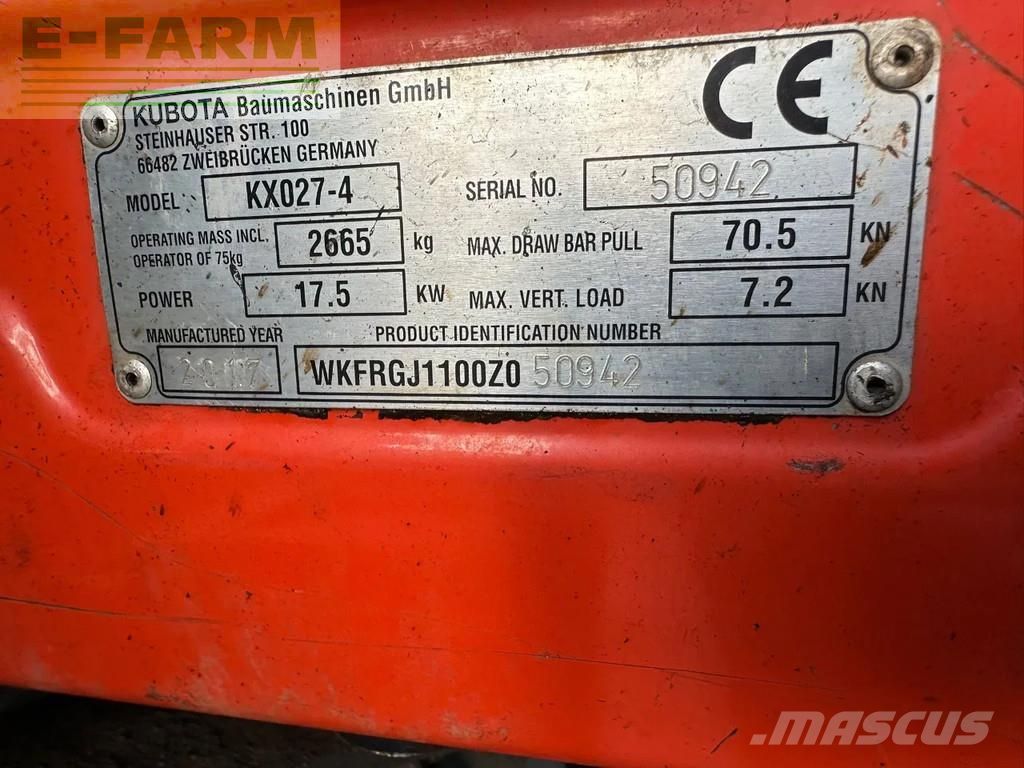 E-FARM
KUBOTA Baumaschinen GmbH
STEINHAUSER STR. 100
66482 ZWEIBRÜCKEN GERMANY
CE
MODEL KX027-4
SERIAL NO. 50942
OPERATING MASS INCL. OPERATOR OF 75kg 2665 kg
MAX. DRAW BAR PULL 70.5 KN
POWER 17.5 KW
MAX. VERT. LOAD 7.2 KN
MANUFACTURED YEAR
2017
PRODUCT IDENTIFICATION NUMBER
WKFRGJ1100Z050942
MASCUS